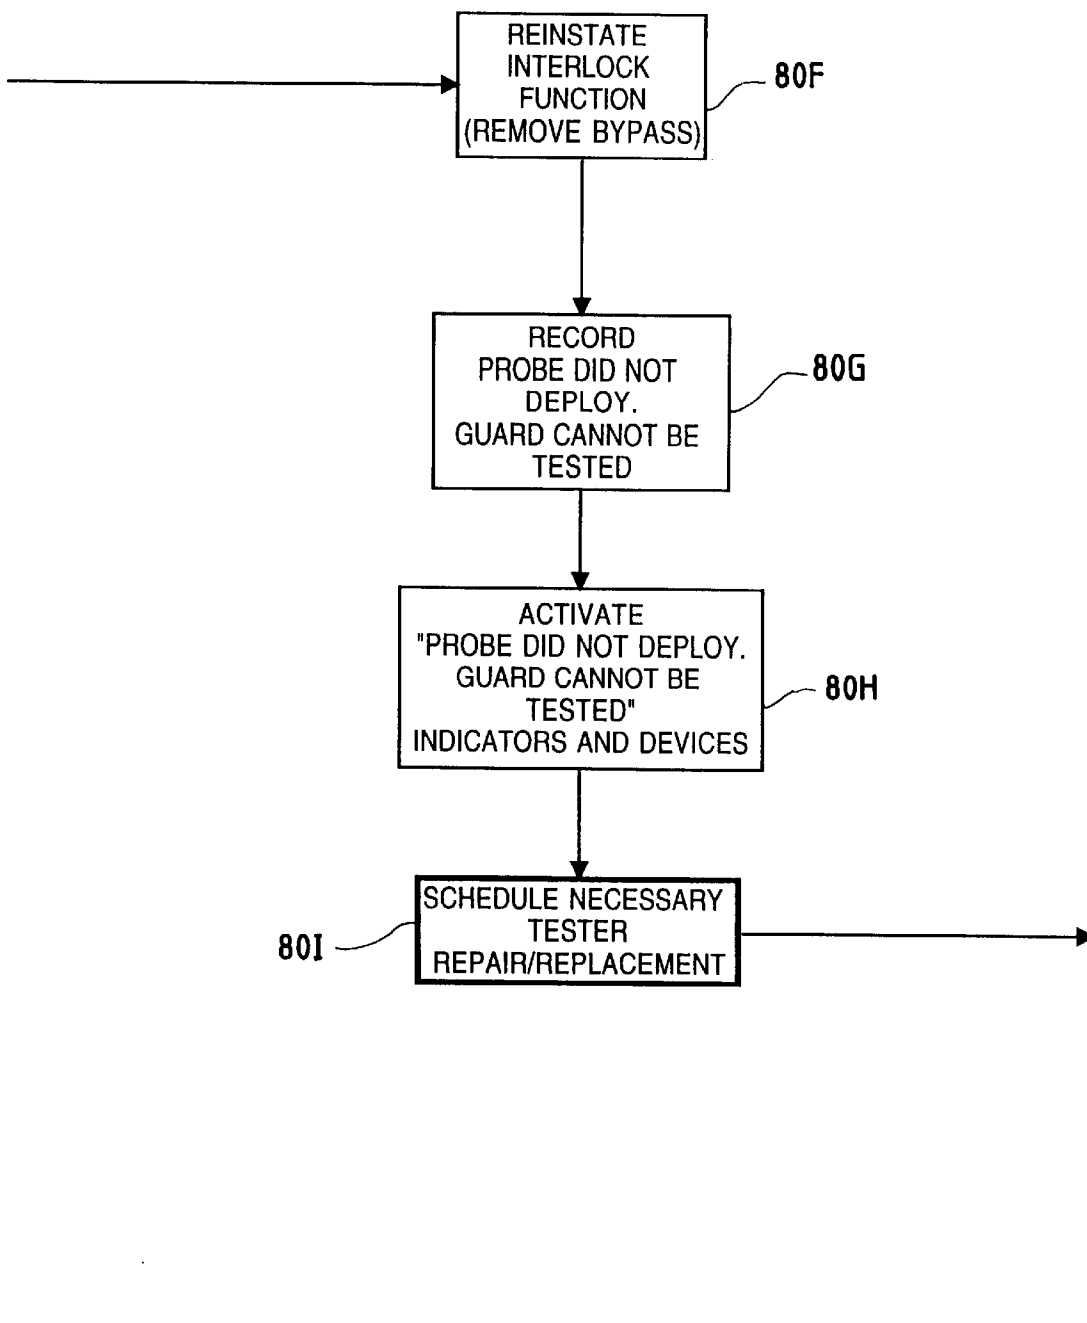 REINSTATE
INTERLOCK
FUNCTION
(REMOVE BYPASS)
80F
RECORD
PROBE DID NOT
DEPLOY.
GUARD CANNOT BE
TESTED
80G
ACTIVATE
"PROBE DID NOT DEPLOY.
GUARD CANNOT BE
TESTED"
INDICATORS AND DEVICES
80H
SCHEDULE NECESSARY
TESTER
REPAIR/REPLACEMENT
80I